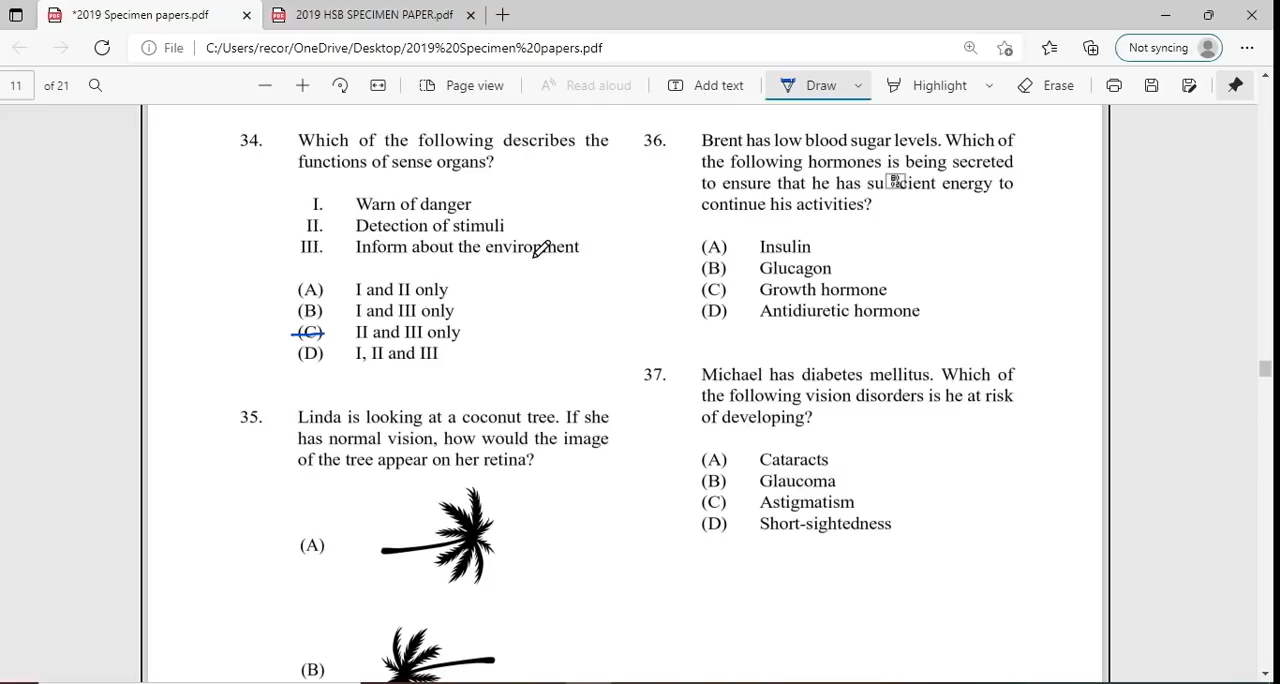 *2019 Specimen papers.pdf
2019 HSB SPECIMEN PAPER.pdf
File
C:/Users/recor/OneDrive/Desktop/2019%20Specimen%20papers.pdf
Not syncing
11 of 21
Page view
Read aloud
Add text
Draw
Highlight
Erase
34. Which of the following describes the
functions of sense organs?
I. Warn of danger
II. Detection of stimuli
III. Inform about the environment
(A) I and II only
(B) I and III only
(C) II and III only
(D) I, II and III
35. Linda is looking at a coconut tree. If she
has normal vision, how would the image
of the tree appear on her retina?
(A)
(B)
36. Brent has low blood sugar levels. Which of
the following hormones is being secreted
to ensure that he has energy to
continue his activities?
(A) Insulin
(B) Glucagon
(C) Growth hormone
(D) Antidiuretic hormone
37. Michael has diabetes mellitus. Which of
the following vision disorders is he at risk
of developing?
(A) Cataracts
(B) Glaucoma
(C) Astigmatism
(D) Short-sightedness